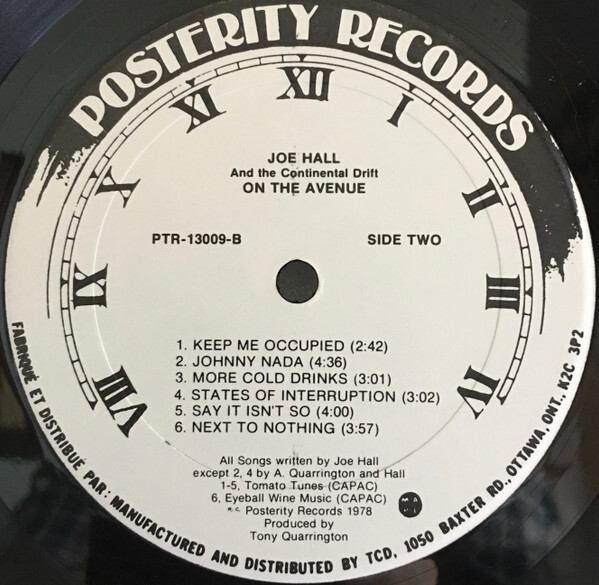 POSTERITY RECORDS
XII
I
II
III
IV
VIII
IX
X
XI
JOE HALL
And the Continental Drift
ON THE AVENUE
PTR-13009-B SIDE TWO
1. KEEP ME OCCUPIED (2:42)
2. JOHNNY NADA (4:36)
3. MORE COLD DRINKS (3:01)
4. STATES OF INTERRUPTION (3:02)
5. SAY IT ISN'T SO (4:00)
6. NEXT TO NOTHING (3:57)
All Songs written by Joe Hall
except 2, 4 by A. Quarrington and Hall
1-5, Tomato Tunes (CAPAC)
6, Eyeball Wine Music (CAPAC)
Posterity Records 1978
Produced by
Tony Quarrington
FABRIQUÉ ET DISTRIBUÉ PAR: MANUFACTURED AND DISTRIBUTED BY TCD, 1050 BAXTER RD., OTTAWA, ONT., K2C 3P2